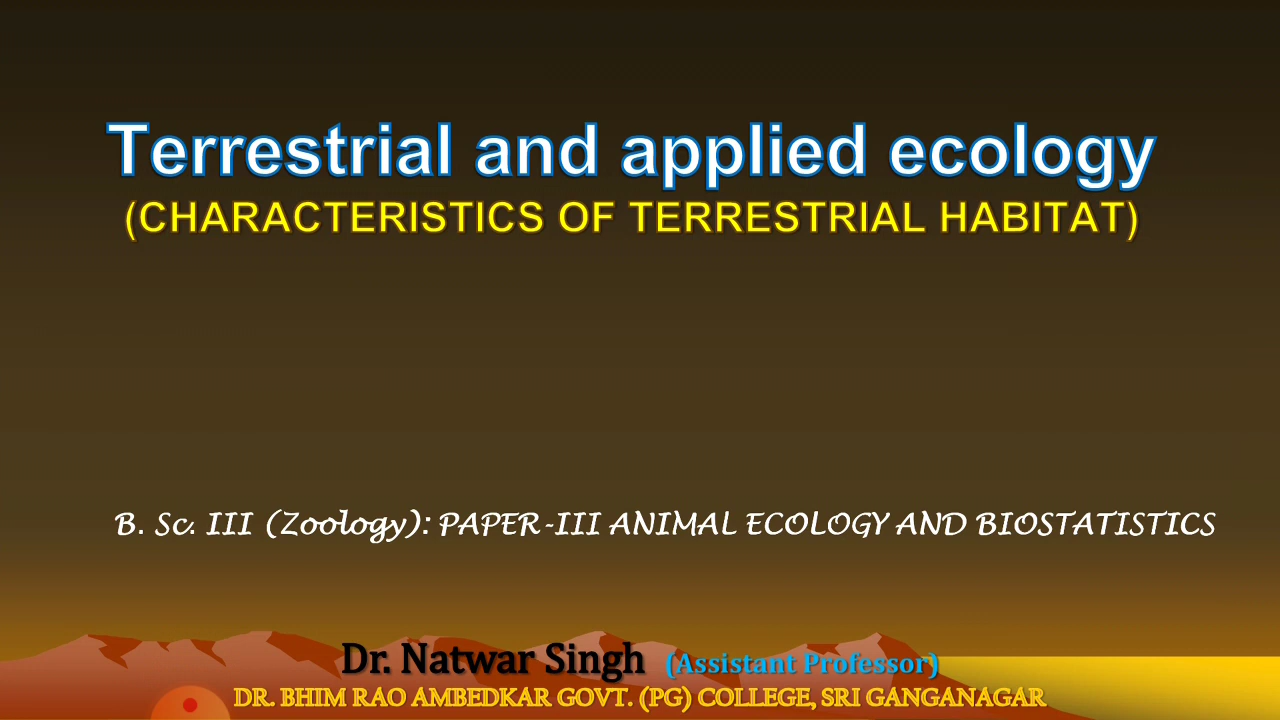 Terrestrial and applied ecology
(CHARACTERISTICS OF TERRESTRIAL HABITAT)
B. Sc. III (Zoology): PAPER-III ANIMAL ECOLOGY AND BIOSTATISTICS
Dr. Natwar Singh (Assistant Professor)
DR. BHIM RAO AMBEDKAR GOVT. (PG) COLLEGE, SRI GANGANAGAR